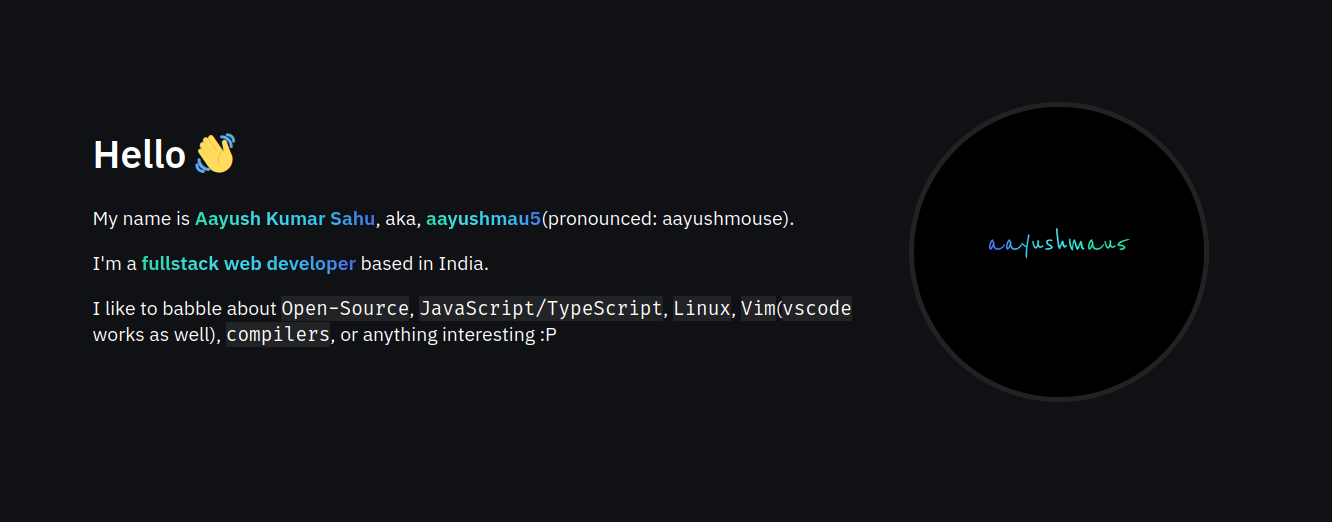 Hello 👋
My name is Aayush Kumar Sahu, aka, aayushmau5(pronounced: aayushmouse).
I'm a fullstack web developer based in India.
I like to babble about Open-Source, JavaScript/TypeScript, Linux, Vim(vscode
works as well), compilers, or anything interesting :P
aayushmau5